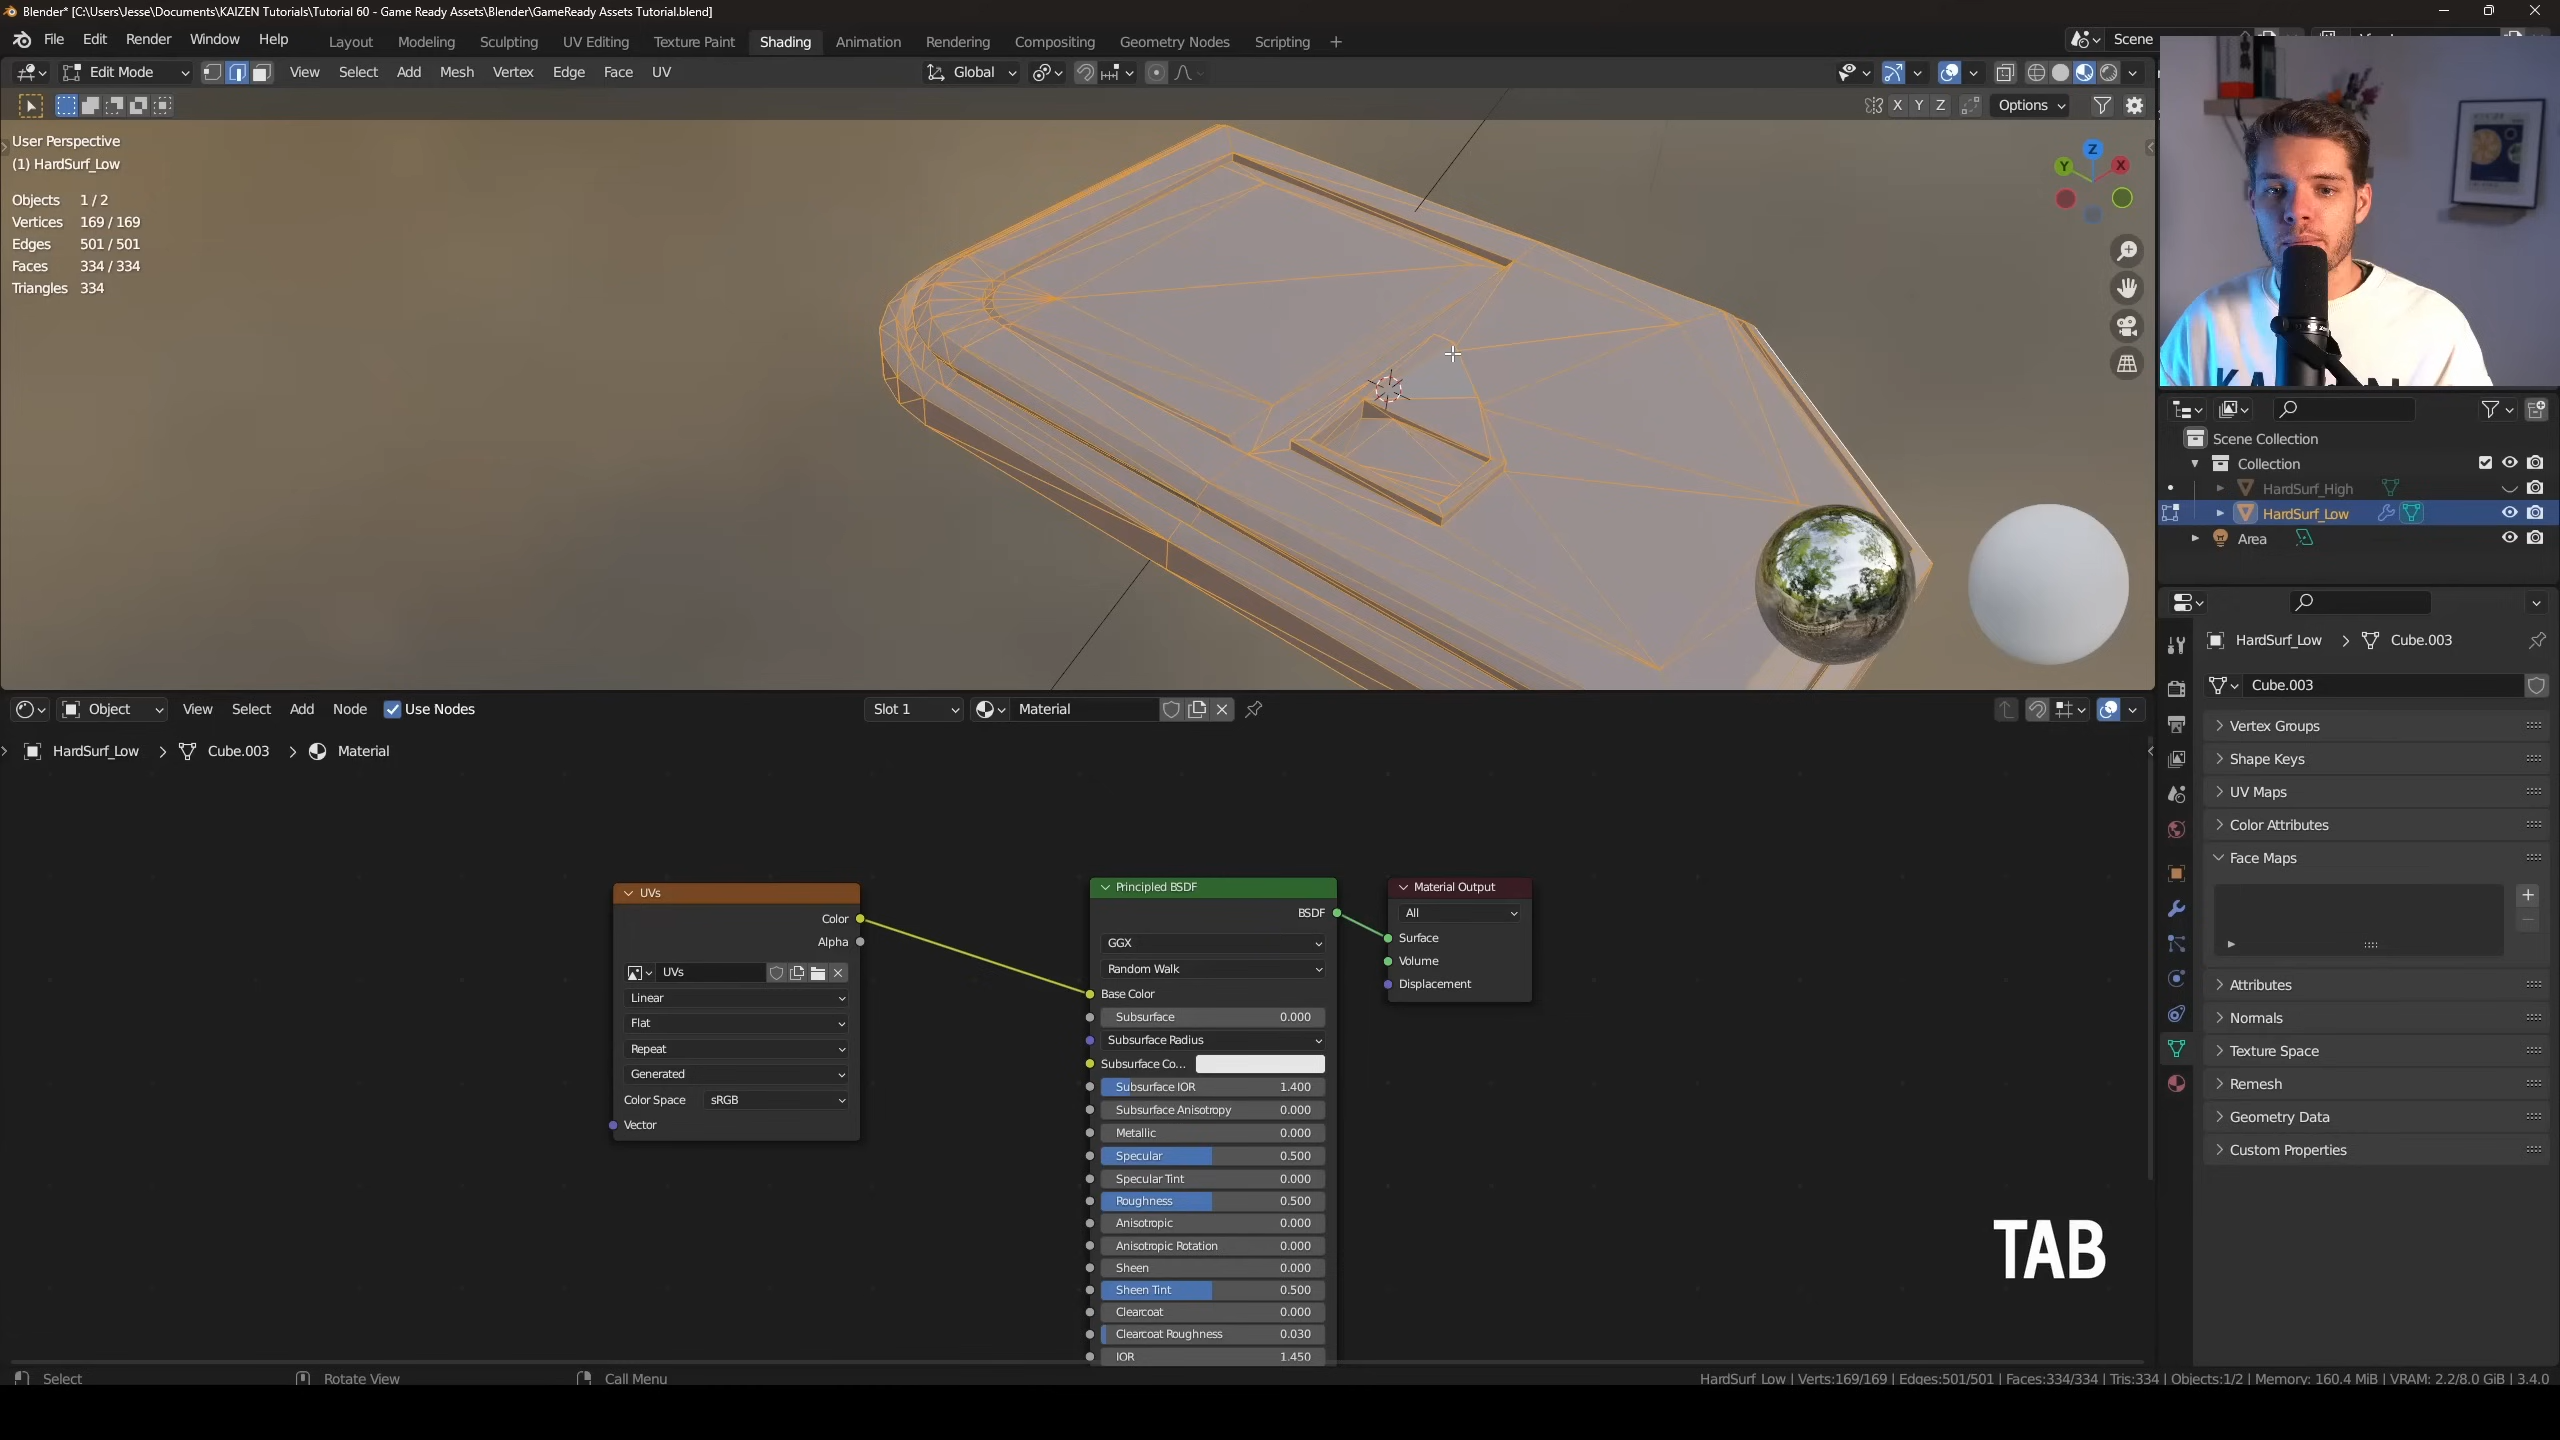 Blender* [C:\Users\Jesse\Documents\KAIZEN Tutorials\Tutorial 60 - Game Ready Assets\Blender\GameReady Assets Tutorial.blend]
File Edit Render Window Help Layout Modeling Sculpting UV Editing Texture Paint Shading Animation Rendering Compositing Geometry Nodes Scripting + Scene
Edit Mode View Select Add Mesh Vertex Edge Face UV Global
X Y Z Options
User Perspective
(1) HardSurf_Low
Objects 1 / 2
Vertices 169 / 169
Edges 501 / 501
Faces 334 / 334
Triangles 334
Z
Y X
Scene Collection
Collection
HardSurf_High
HardSurf_Low
Area
HardSurf_Low > Cube.003
Cube.003
Vertex Groups
Shape Keys
UV Maps
Color Attributes
Face Maps
Attributes
Normals
Texture Space
Remesh
Geometry Data
Custom Properties
Object View Select Add Node Use Nodes Slot 1 Material
HardSurf_Low > Cube.003 > Material
UVs
Color
Alpha
UVs
Linear
Flat
Repeat
Generated
Color Space sRGB
Vector
Principled BSDF
BSDF
GGX
Random Walk
Base Color
Subsurface 0.000
Subsurface Radius
Subsurface Co...
Subsurface IOR 1.400
Subsurface Anisotropy 0.000
Metallic 0.000
Specular 0.500
Specular Tint 0.000
Roughness 0.500
Anisotropic 0.000
Anisotropic Rotation 0.000
Sheen 0.000
Sheen Tint 0.500
Clearcoat 0.000
Clearcoat Roughness 0.030
IOR 1.450
Material Output
All
Surface
Volume
Displacement
TAB
Select Rotate View Call Menu HardSurf_Low | Verts:169/169 | Edges:501/501 | Faces:334/334 | Tris:334 | Objects:1/2 | Memory: 160.4 MiB | VRAM: 2.2/8.0 GiB | 3.4.0